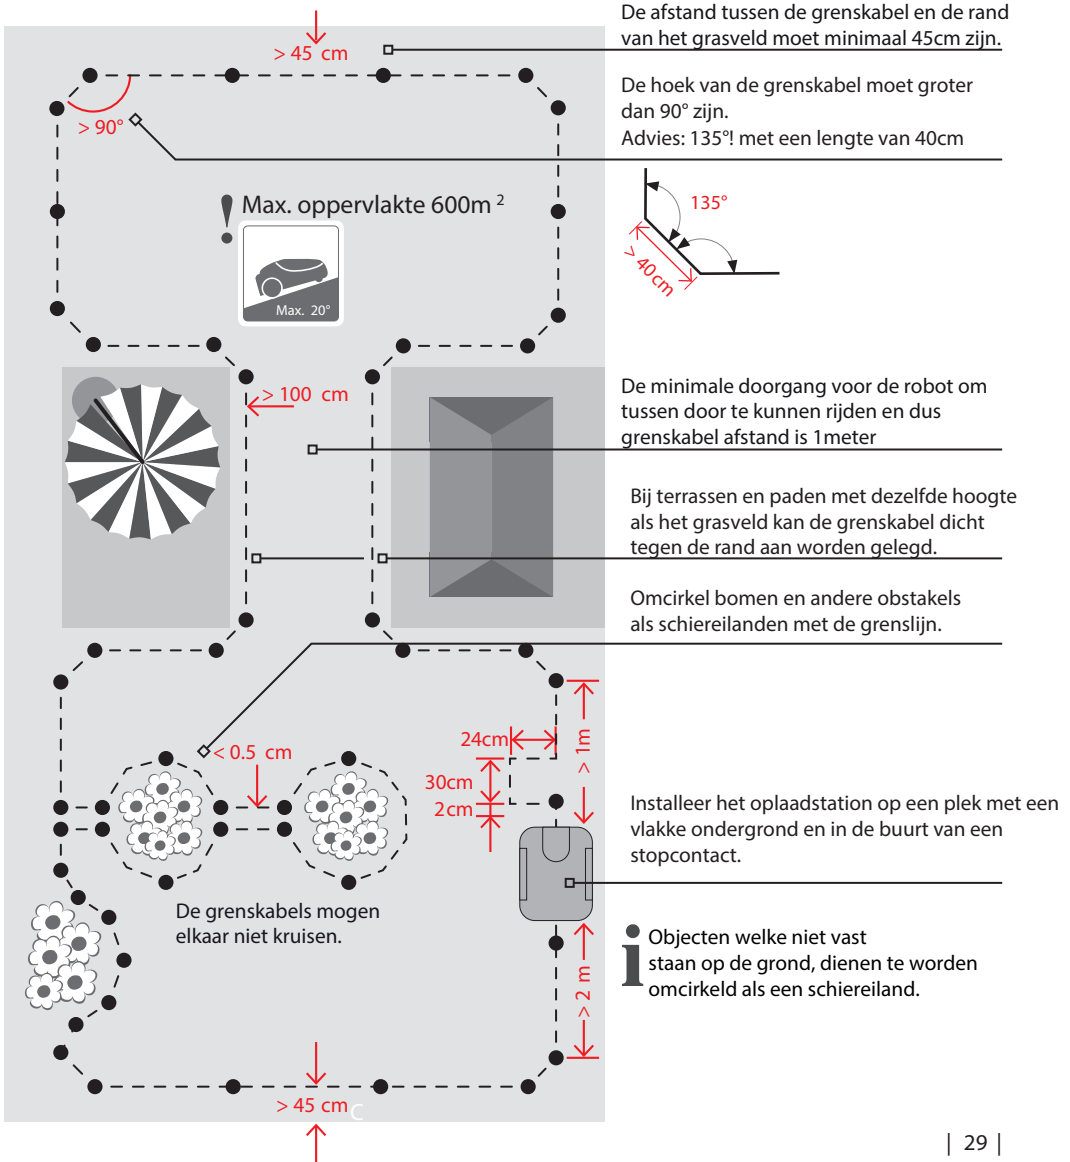 De afstand tussen de grenskabel en de rand
van het grasveld moet minimaal 45cm zijn.
> 45 cm
De hoek van de grenskabel moet groter
dan 90° zijn.
Advies: 135°! met een lengte van 40cm
> 90°
! Max. oppervlakte 600m 2
Max. 20°
135°
> 40cm
De minimale doorgang voor de robot om
tussen door te kunnen rijden en dus
grenskabel afstand is 1meter
> 100 cm
Bij terrassen en paden met dezelfde hoogte
als het grasveld kan de grenskabel dicht
tegen de rand aan worden gelegd.
Omcirkel bomen en andere obstakels
als schiereilanden met de grenslijn.
< 0.5 cm
24cm
30cm
2cm
> 1m
Installeer het oplaadstation op een plek met een
vlakke ondergrond en in de buurt van een
stopcontact.
De grenskabels mogen
elkaar niet kruisen.
> 2 m
i Objecten welke niet vast
staan op de grond, dienen te worden
omcirkeld als een schiereiland.
> 45 cm
C
| 29 |